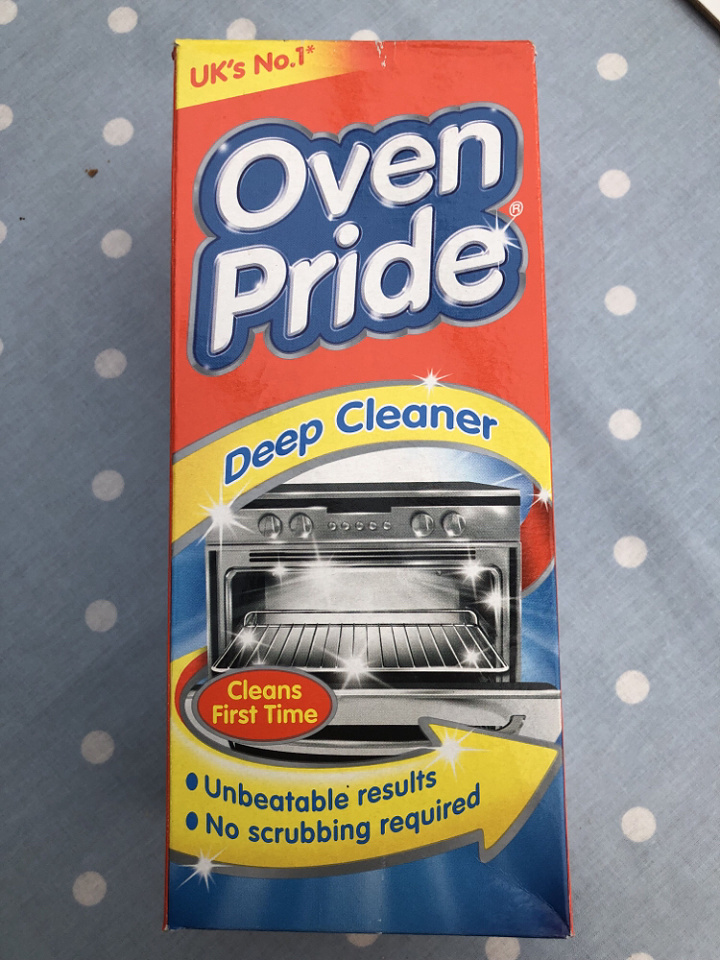 UK's No.1*
Oven
Pride®
Deep Cleaner
Cleans
First Time
• Unbeatable results
• No scrubbing required